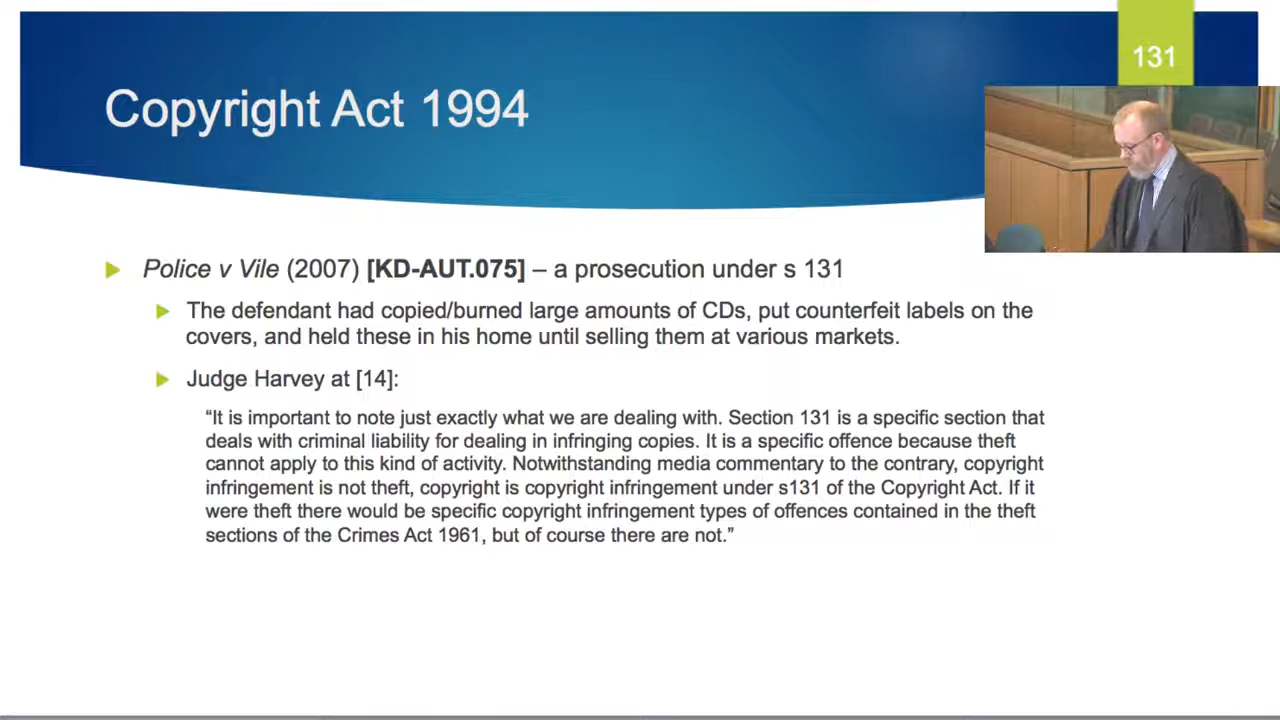 131
Copyright Act 1994
Police v Vile (2007) [KD-AUT.075] – a prosecution under s 131
The defendant had copied/burned large amounts of CDs, put counterfeit labels on the
covers, and held these in his home until selling them at various markets.
Judge Harvey at [14]:
“It is important to note just exactly what we are dealing with. Section 131 is a specific section that
deals with criminal liability for dealing in infringing copies. It is a specific offence because theft
cannot apply to this kind of activity. Notwithstanding media commentary to the contrary, copyright
infringement is not theft, copyright is copyright infringement under s131 of the Copyright Act. If it
were theft there would be specific copyright infringement types of offences contained in the theft
sections of the Crimes Act 1961, but of course there are not.”